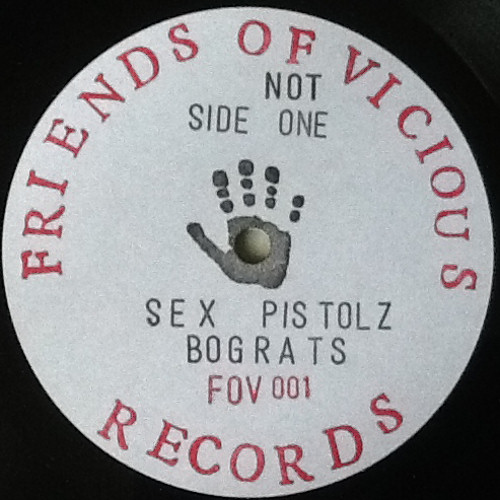 FRIENDS OF VICIOUS
NOT
SIDE ONE
SEX PISTOLZ
BOGRATS
FOV 001
RECORDS